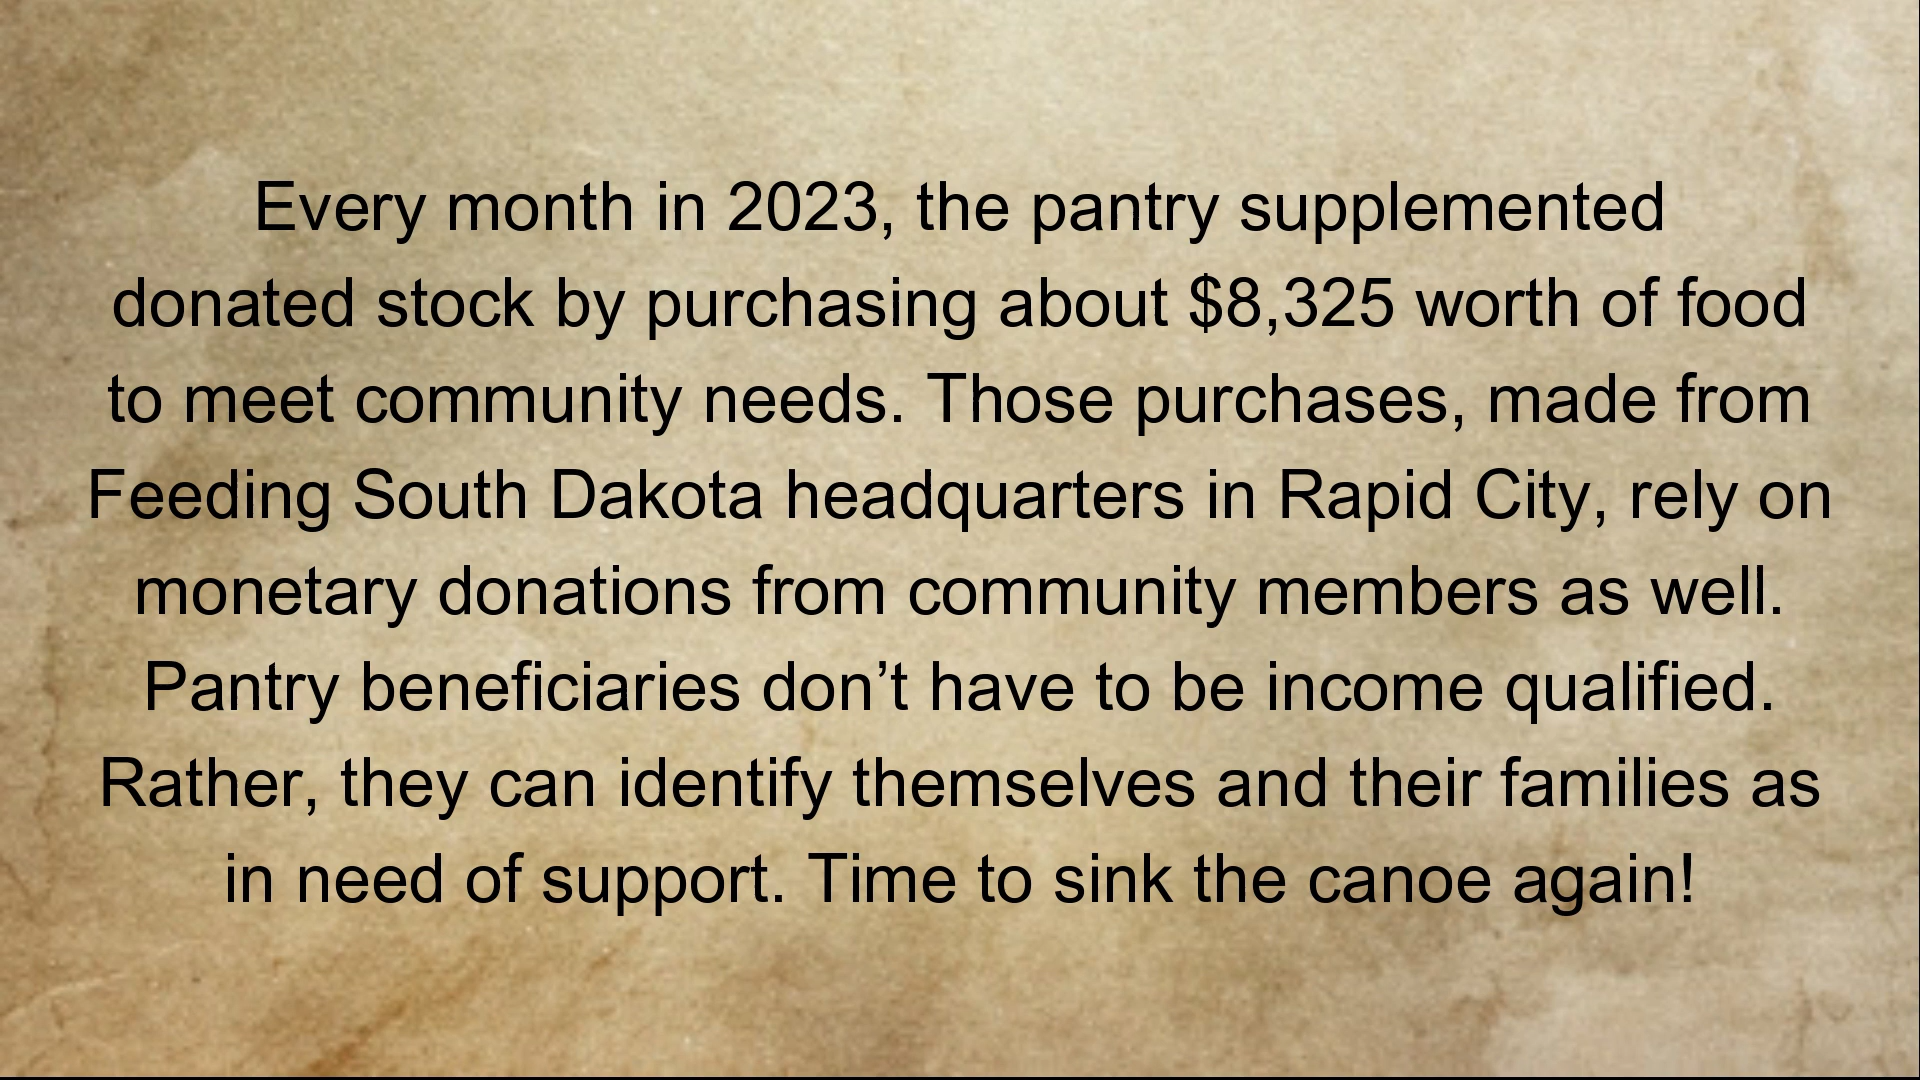 Every month in 2023, the pantry supplemented
donated stock by purchasing about $8,325 worth of food
to meet community needs. Those purchases, made from
Feeding South Dakota headquarters in Rapid City, rely on
monetary donations from community members as well.
Pantry beneficiaries don’t have to be income qualified.
Rather, they can identify themselves and their families as
in need of support. Time to sink the canoe again!